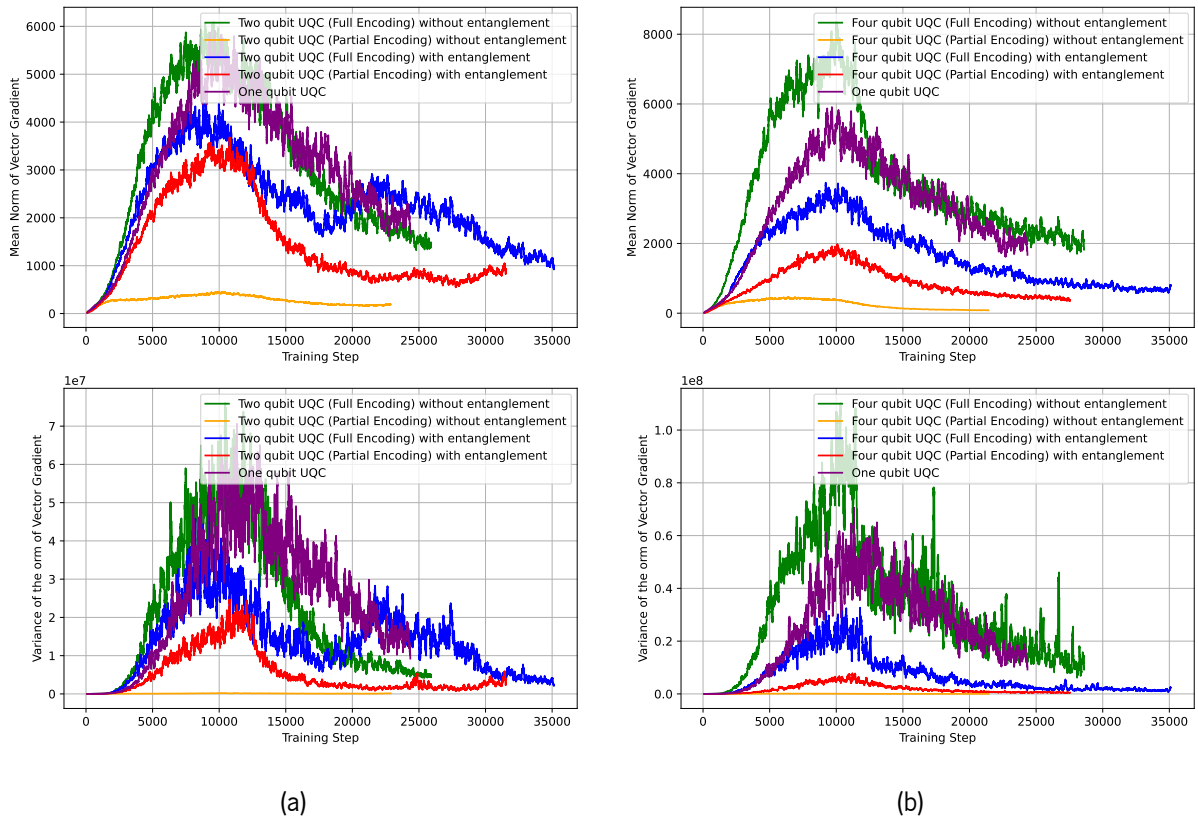 Two qubit UQC (Full Encoding) without entanglement
Two qubit UQC (Partial Encoding) without entanglement
Two qubit UQC (Full Encoding) with entanglement
Two qubit UQC (Partial Encoding) with entanglement
One qubit UQC
Mean Norm of Vector Gradient
6000
5000
4000
3000
2000
1000
0
0 5000 10000 15000 20000 25000 30000 35000
Training Step
Four qubit UQC (Full Encoding) without entanglement
Four qubit UQC (Partial Encoding) without entanglement
Four qubit UQC (Full Encoding) with entanglement
Four qubit UQC (Partial Encoding) with entanglement
One qubit UQC
Mean Norm of Vector Gradient
8000
6000
4000
2000
0
0 5000 10000 15000 20000 25000 30000 35000
Training Step
1e7
Two qubit UQC (Full Encoding) without entanglement
Two qubit UQC (Partial Encoding) without entanglement
Two qubit UQC (Full Encoding) with entanglement
Two qubit UQC (Partial Encoding) with entanglement
One qubit UQC
Variance of the orm of Vector Gradient
7
6
5
4
3
2
1
0
0 5000 10000 15000 20000 25000 30000 35000
Training Step
1e8
Four qubit UQC (Full Encoding) without entanglement
Four qubit UQC (Partial Encoding) without entanglement
Four qubit UQC (Full Encoding) with entanglement
Four qubit UQC (Partial Encoding) with entanglement
One qubit UQC
Variance of the orm of Vector Gradient
1.0
0.8
0.6
0.4
0.2
0.0
0 5000 10000 15000 20000 25000 30000 35000
Training Step
(a)
(b)